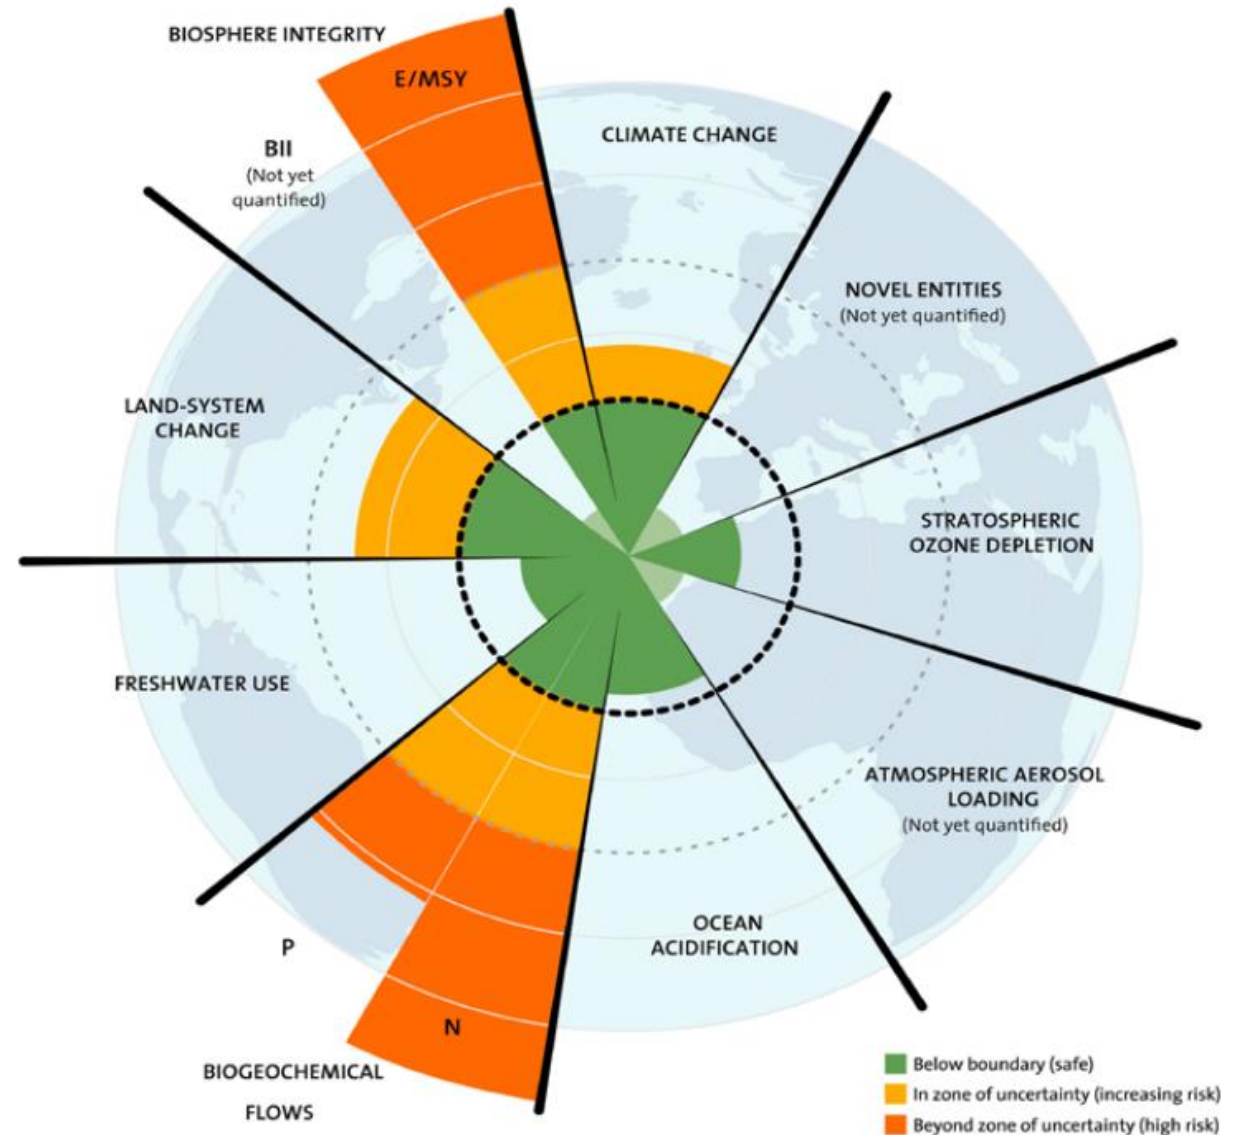 BIOSPHERE INTEGRITY
E/MSY
BII
(Not yet
quantified)
CLIMATE CHANGE
NOVEL ENTITIES
(Not yet quantified)
LAND-SYSTEM
CHANGE
STRATOSPHERIC
OZONE DEPLETION
FRESHWATER USE
ATMOSPHERIC AEROSOL
LOADING
(Not yet quantified)
OCEAN
ACIDIFICATION
P
N
BIOGEOCHEMICAL
FLOWS
Below boundary (safe)
In zone of uncertainty (increasing risk)
Beyond zone of uncertainty (high risk)